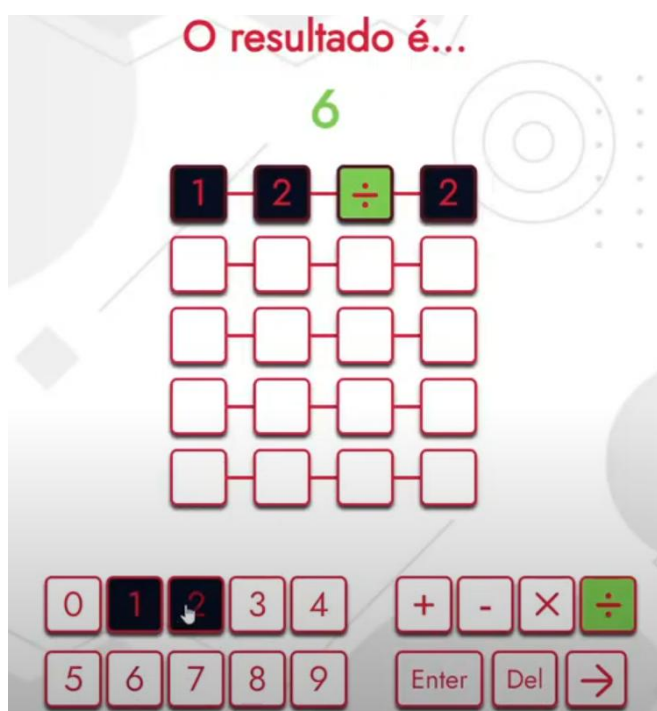 O resultado é...
6
1 2 ÷ 2
0 1 2 3 4 + - × ÷
5 6 7 8 9 Enter Del →